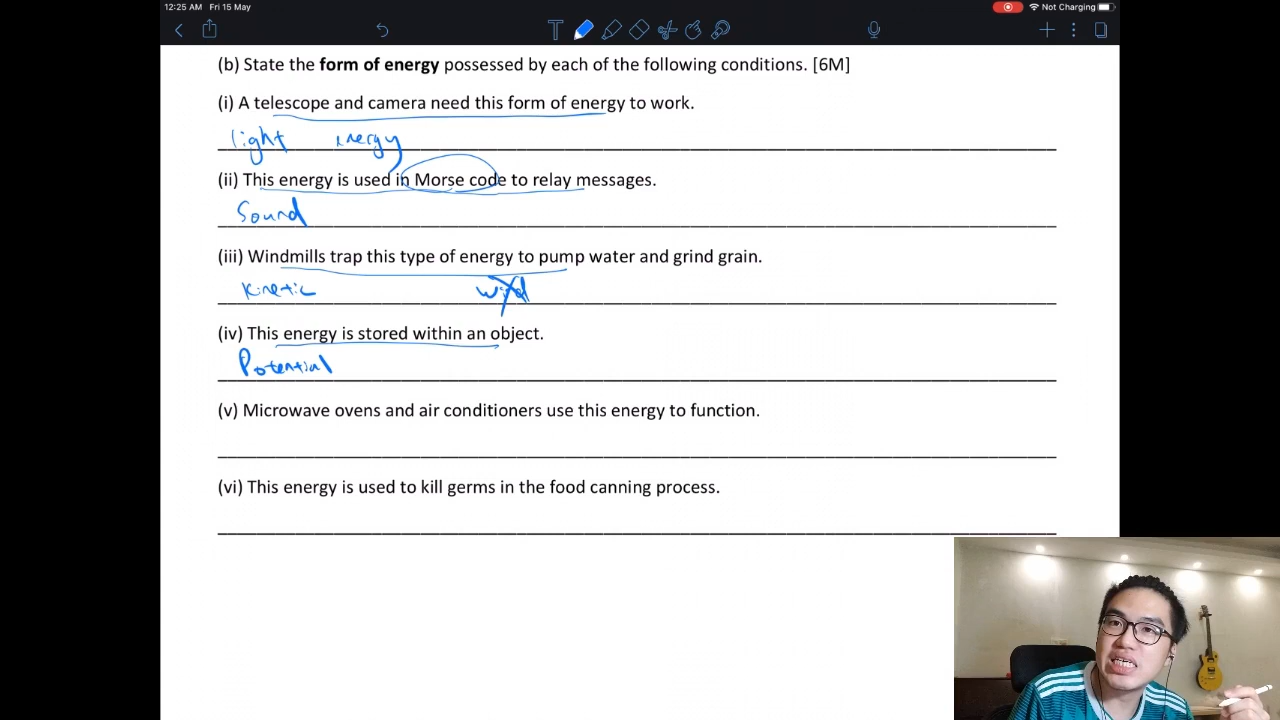 12:25 AM Fri 15 May
Not Charging
(b) State the form of energy possessed by each of the following conditions. [6M]
(i) A telescope and camera need this form of energy to work.
light energy
(ii) This energy is used in Morse code to relay messages.
Sound
(iii) Windmills trap this type of energy to pump water and grind grain.
Kinetic wind
(iv) This energy is stored within an object.
Potential
(v) Microwave ovens and air conditioners use this energy to function.
(vi) This energy is used to kill germs in the food canning process.